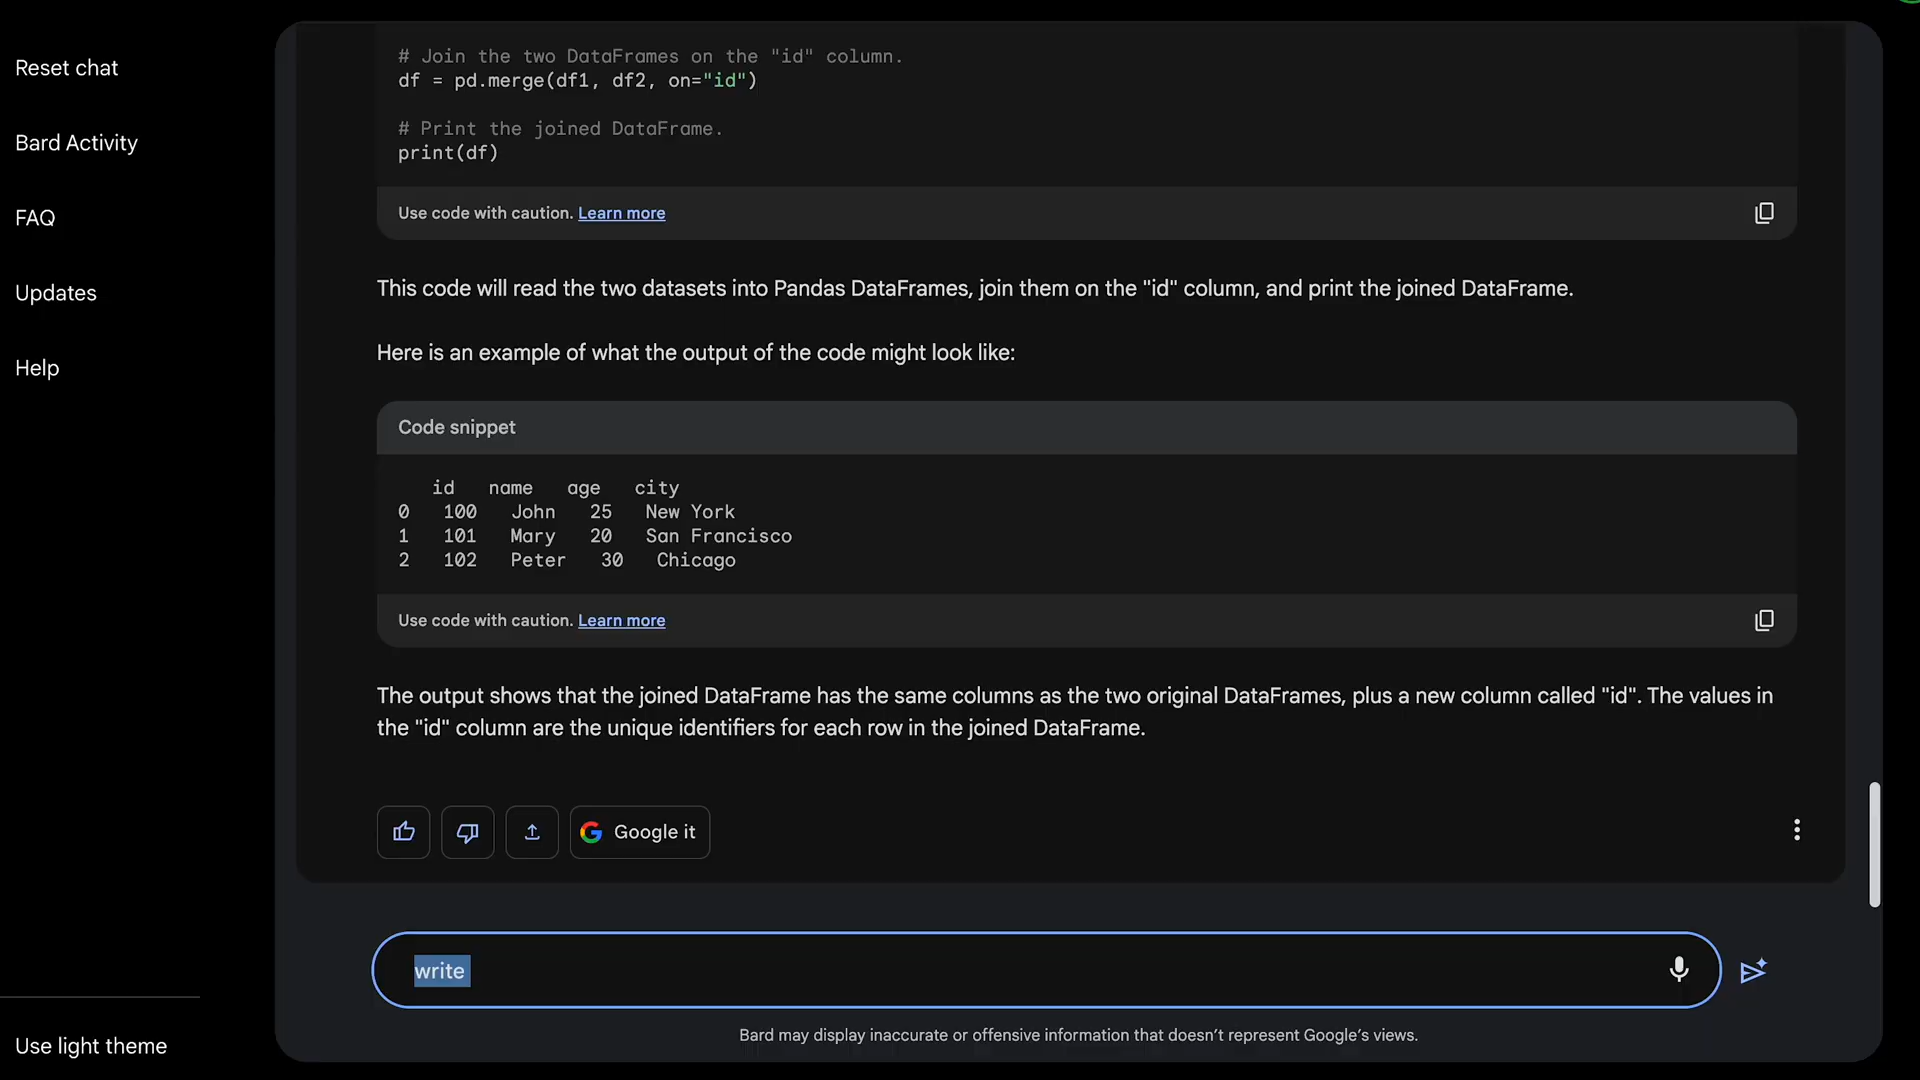 Reset chat
Bard Activity
FAQ
Updates
Help
Use light theme
# Join the two DataFrames on the "id" column.
df = pd.merge(df1, df2, on="id")
# Print the joined DataFrame.
print(df)
Use code with caution. Learn more
This code will read the two datasets into Pandas DataFrames, join them on the "id" column, and print the joined DataFrame.
Here is an example of what the output of the code might look like:
Code snippet
id name age city
0 100 John 25 New York
1 101 Mary 20 San Francisco
2 102 Peter 30 Chicago
Use code with caution. Learn more
The output shows that the joined DataFrame has the same columns as the two original DataFrames, plus a new column called "id". The values in
the "id" column are the unique identifiers for each row in the joined DataFrame.
Google it
write
Bard may display inaccurate or offensive information that doesn't represent Google's views.